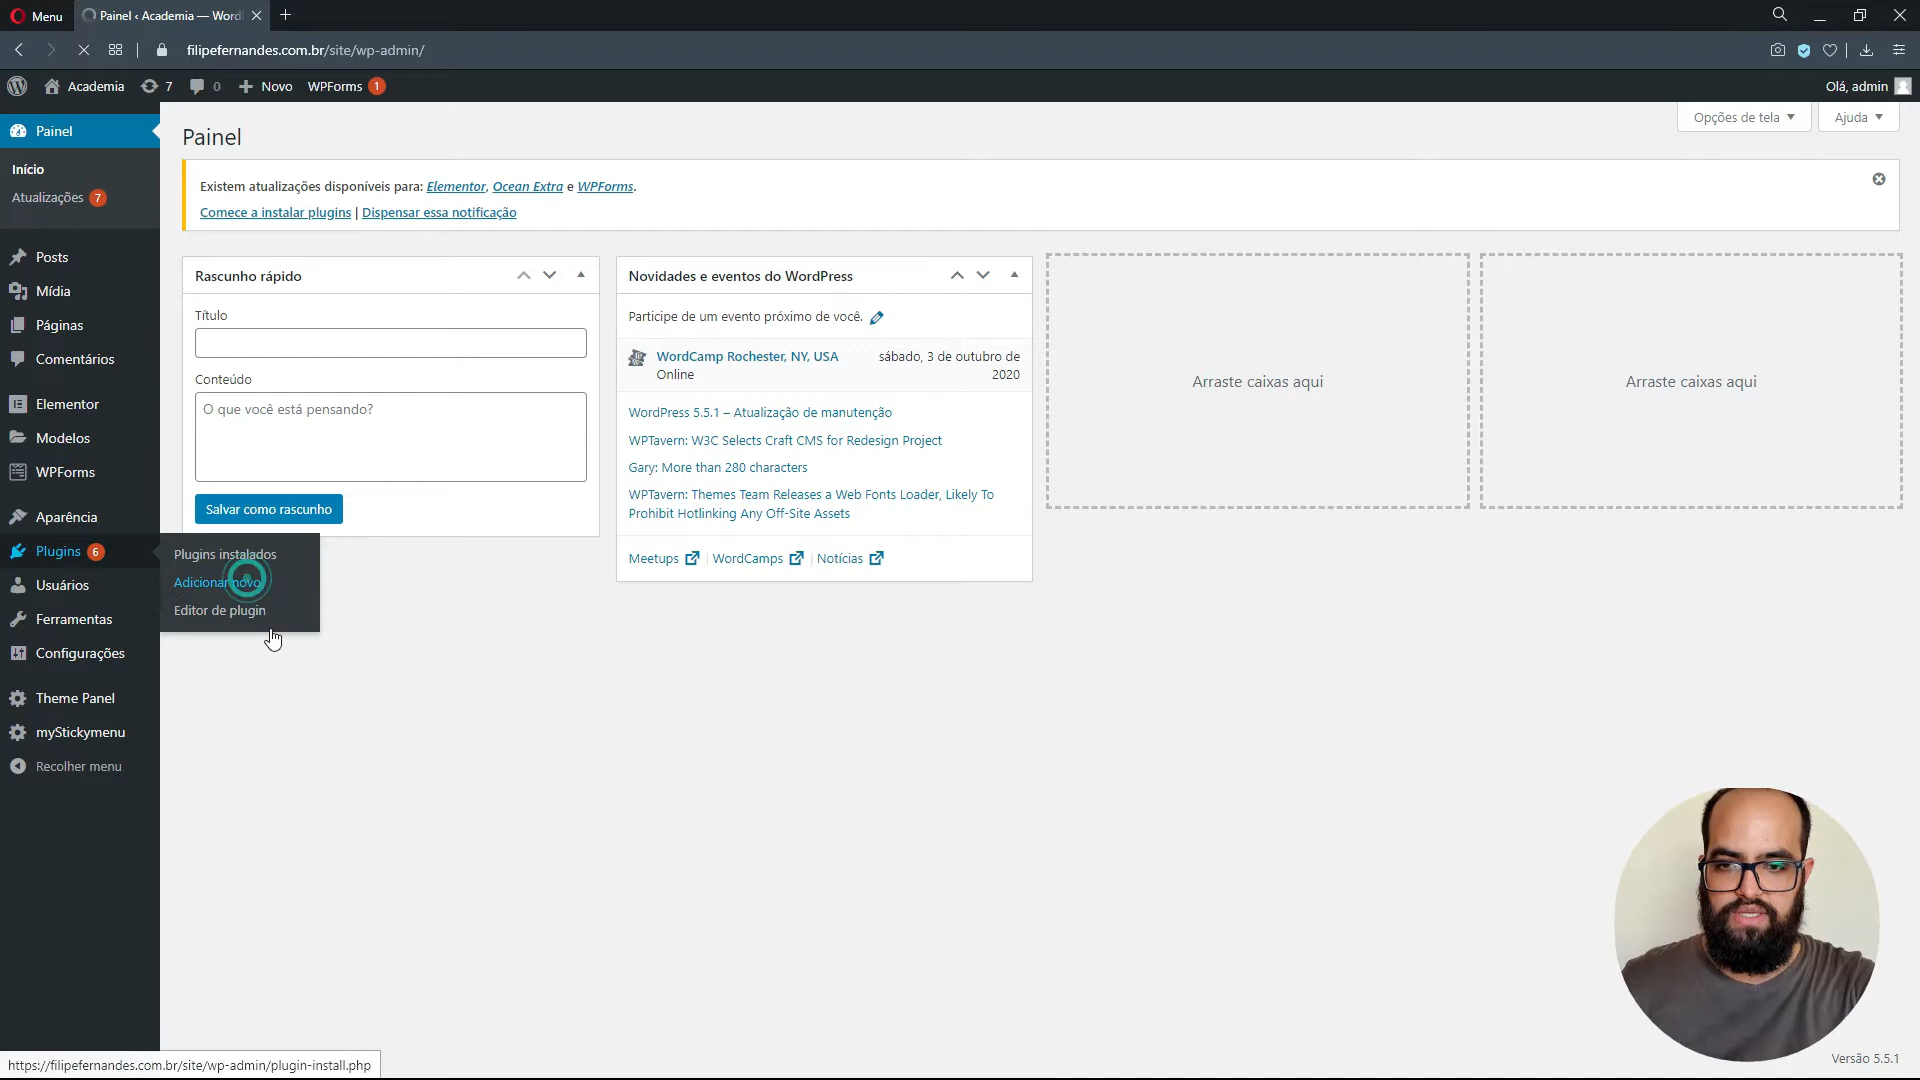 Menu
Painel ‹ Academia — Word
filipefernandes.com.br/site/wp-admin/
Academia
7
0
Novo
WPForms 1
Olá, admin
Painel
Início
Atualizações 7
Posts
Mídia
Páginas
Comentários
Elementor
Modelos
WPForms
Aparência
Plugins 6
Usuários
Ferramentas
Configurações
Theme Panel
myStickymenu
Recolher menu
Plugins instalados
Adicionar novo
Editor de plugin
Painel
Opções de tela
Ajuda
Existem atualizações disponíveis para: Elementor, Ocean Extra e WPForms.
Comece a instalar plugins | Dispensar essa notificação
Rascunho rápido
Título
Conteúdo
O que você está pensando?
Salvar como rascunho
Novidades e eventos do WordPress
Participe de um evento próximo de você.
WordCamp Rochester, NY, USA
Online
sábado, 3 de outubro de
2020
WordPress 5.5.1 – Atualização de manutenção
WPTavern: W3C Selects Craft CMS for Redesign Project
Gary: More than 280 characters
WPTavern: Themes Team Releases a Web Fonts Loader, Likely To
Prohibit Hotlinking Any Off-Site Assets
Meetups | WordCamps | Notícias
Arraste caixas aqui
Arraste caixas aqui
https://filipefernandes.com.br/site/wp-admin/plugin-install.php
Versão 5.5.1